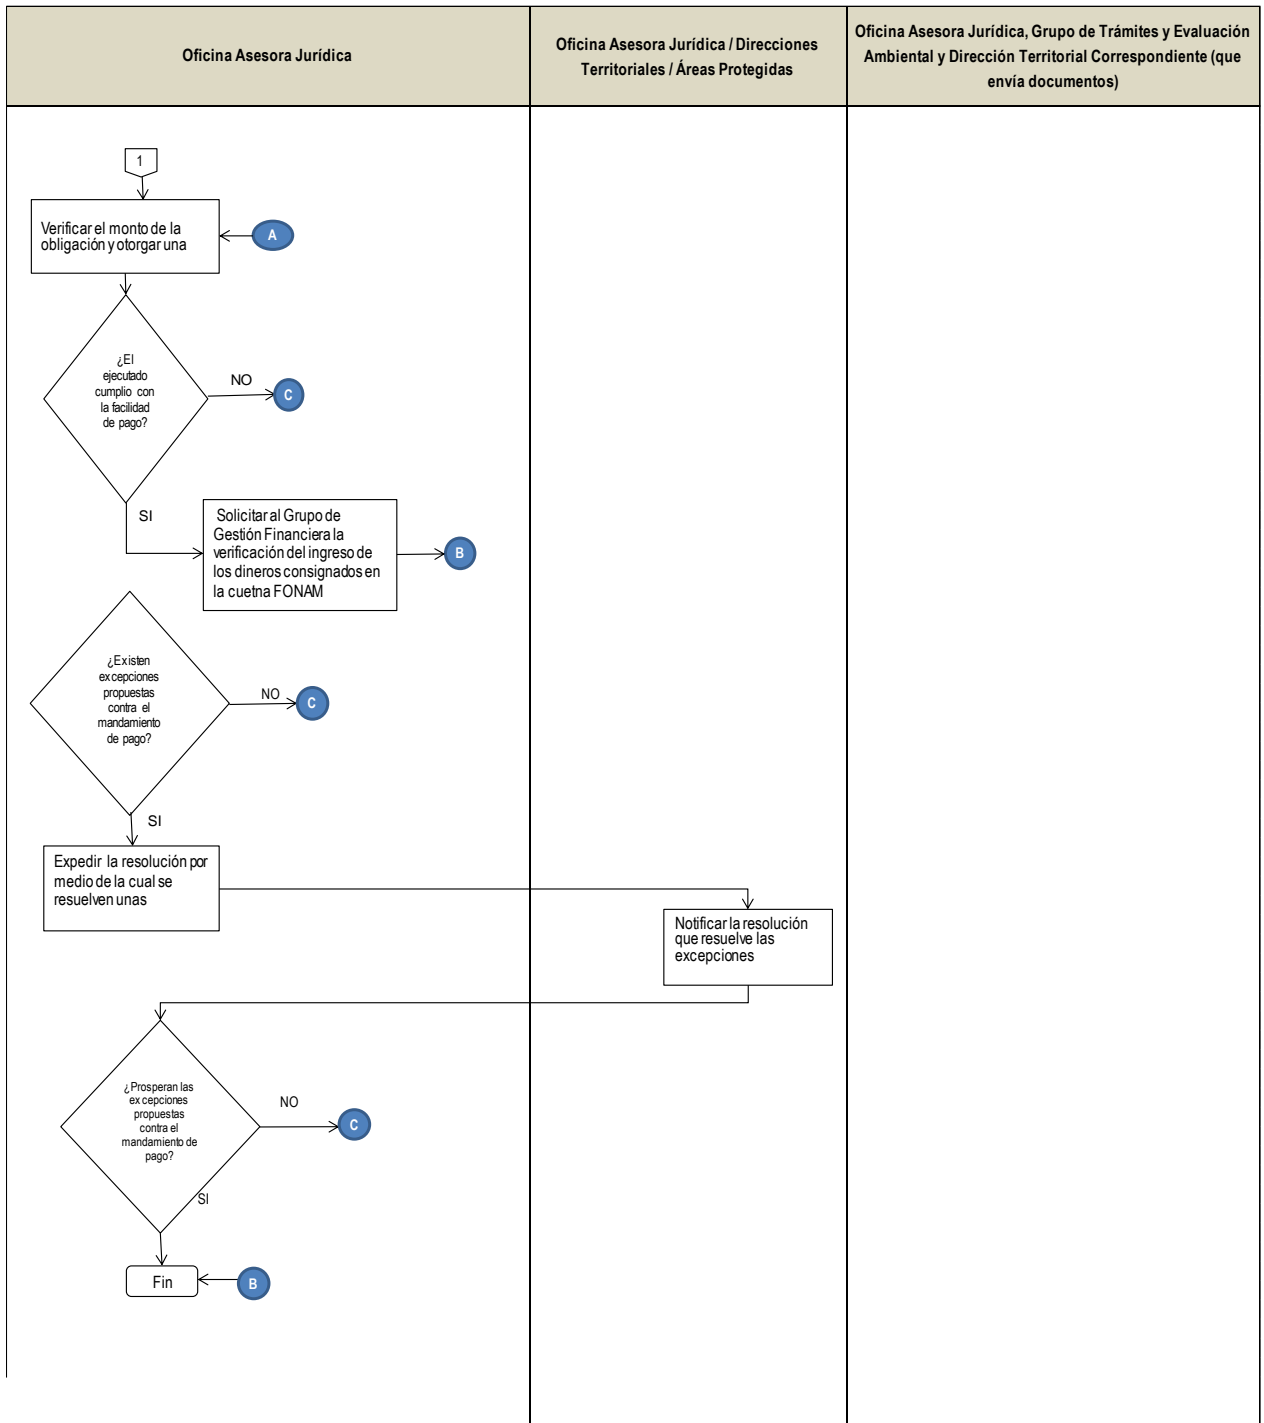 Oficina Asesora Jurídica
Oficina Asesora Jurídica / Direcciones
Territoriales / Áreas Protegidas
Oficina Asesora Jurídica, Grupo de Trámites y Evaluación
Ambiental y Dirección Territorial Correspondiente (que
envía documentos)
1
Verificar el monto de la
obligación y otorgar una
A
¿El
ejecutado
cumplio con
la facilidad
de pago?
NO
C
SI
Solicitar al Grupo de
Gestión Financiera la
verificación del ingreso de
los dineros consignados en
la cuetna FONAM
B
¿Existen
excepciones
propuestas
contra el
mandamiento
de pago?
NO
C
SI
Expedir la resolución por
medio de la cual se
resuelven unas
Notificar la resolución
que resuelve las
excepciones
¿Prosperan las
excepciones
propuestas
contra el
mandamiento de
pago?
NO
C
SI
Fin
B